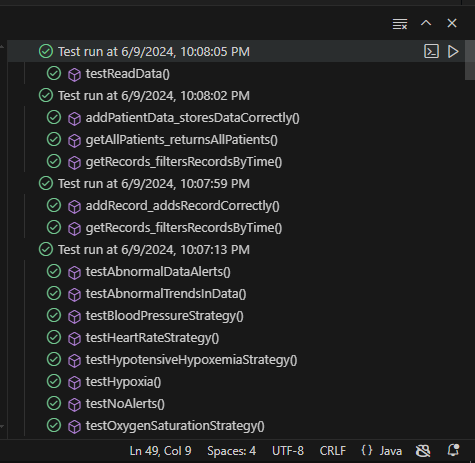 Test run at 6/9/2024, 10:08:05 PM
testReadData()
Test run at 6/9/2024, 10:08:02 PM
addPatientData_storesDataCorrectly()
getAllPatients_returnsAllPatients()
getRecords_filtersRecordsByTime()
Test run at 6/9/2024, 10:07:59 PM
addRecord_addsRecordCorrectly()
getRecords_filtersRecordsByTime()
Test run at 6/9/2024, 10:07:13 PM
testAbnormalDataAlerts()
testAbnormalTrendsInData()
testBloodPressureStrategy()
testHeartRateStrategy()
testHypotensiveHypoxemiaStrategy()
testHypoxia()
testNoAlerts()
testOxygenSaturationStrategy()
Ln 49, Col 9 Spaces: 4 UTF-8 CRLF {} Java